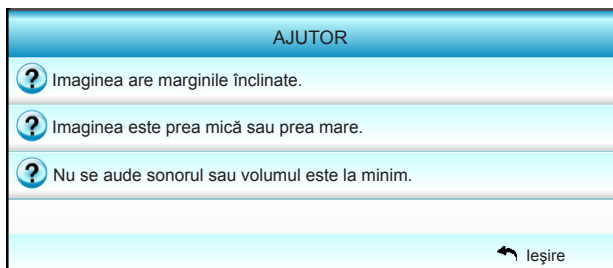 AJUTOR
Imaginea are marginile înclinate.
Imaginea este prea mică sau prea mare.
Nu se aude sonorul sau volumul este la minim.
Ieşire